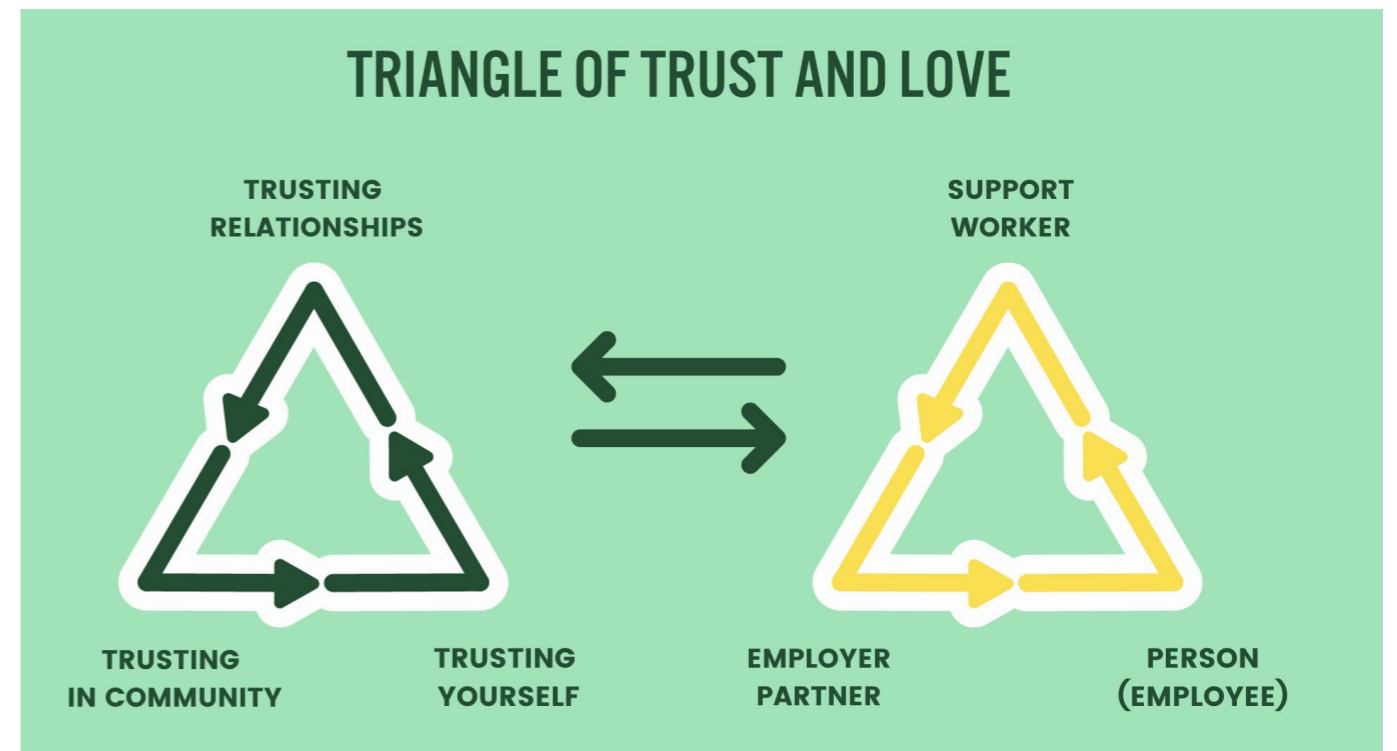 TRIANGLE OF TRUST AND LOVE
TRUSTING
RELATIONSHIPS
SUPPORT
WORKER
TRUSTING
IN COMMUNITY
TRUSTING
YOURSELF
EMPLOYER
PARTNER
PERSON
(EMPLOYEE)